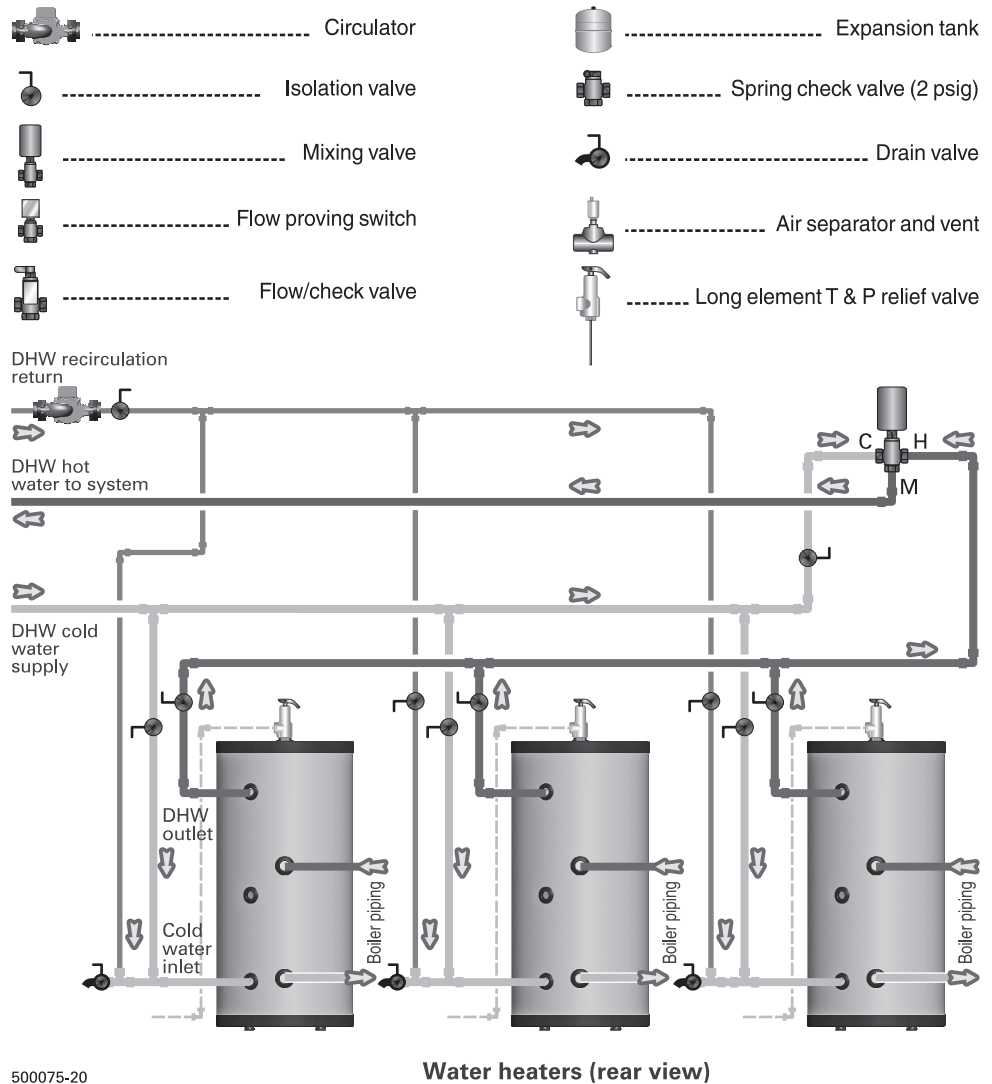 Circulator
Expansion tank
Isolation valve
Spring check valve (2 psig)
Mixing valve
Drain valve
Flow proving switch
Air separator and vent
Flow/check valve
Long element T & P relief valve
DHW recirculation
return
C
H
M
DHW hot
water to system
DHW cold
water
supply
DHW
outlet
Cold
water
inlet
Boiler piping
Boiler piping
Boiler piping
500075-20
Water heaters (rear view)